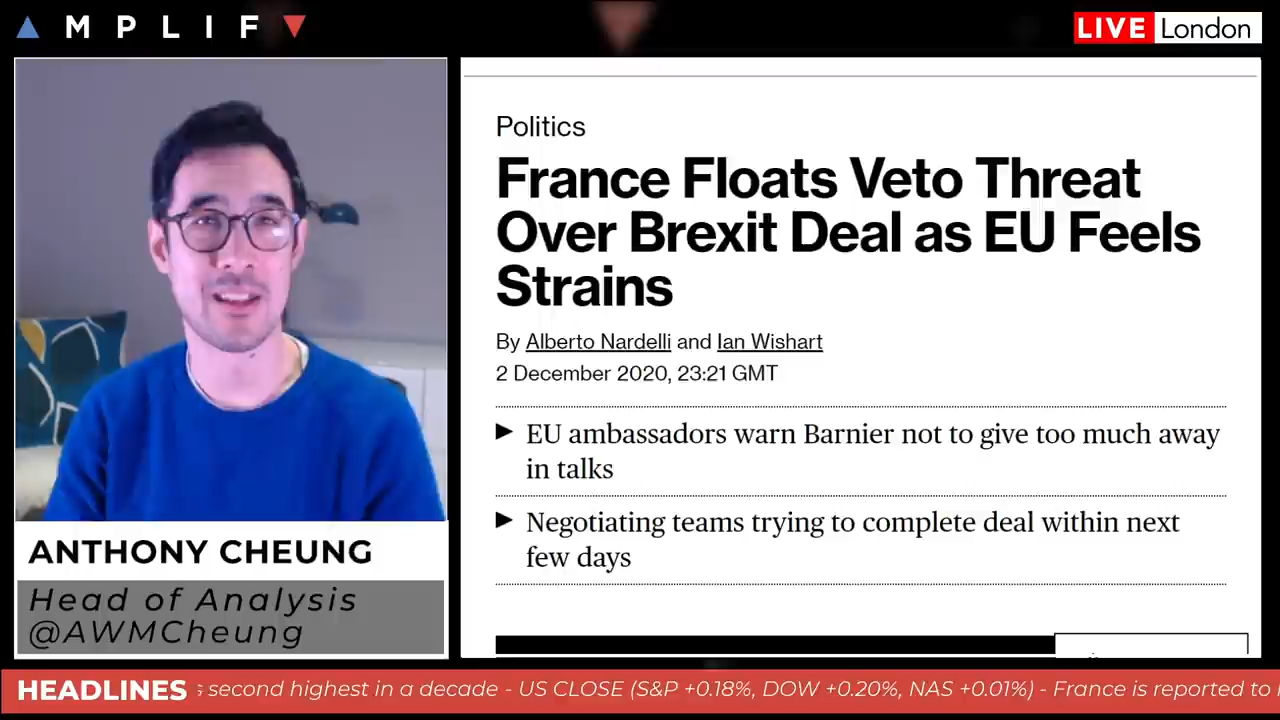 AMPLIFY
LIVE London
Politics
France Floats Veto Threat
Over Brexit Deal as EU Feels
Strains
By Alberto Nardelli and Ian Wishart
2 December 2020, 23:21 GMT
EU ambassadors warn Barnier not to give too much away
in talks
Negotiating teams trying to complete deal within next
few days
ANTHONY CHEUNG
Head of Analysis
@AWMCheung
HEADLINES second highest in a decade - US CLOSE (S&P +0.18%, DOW +0.20%, NAS +0.01%) - France is reported to